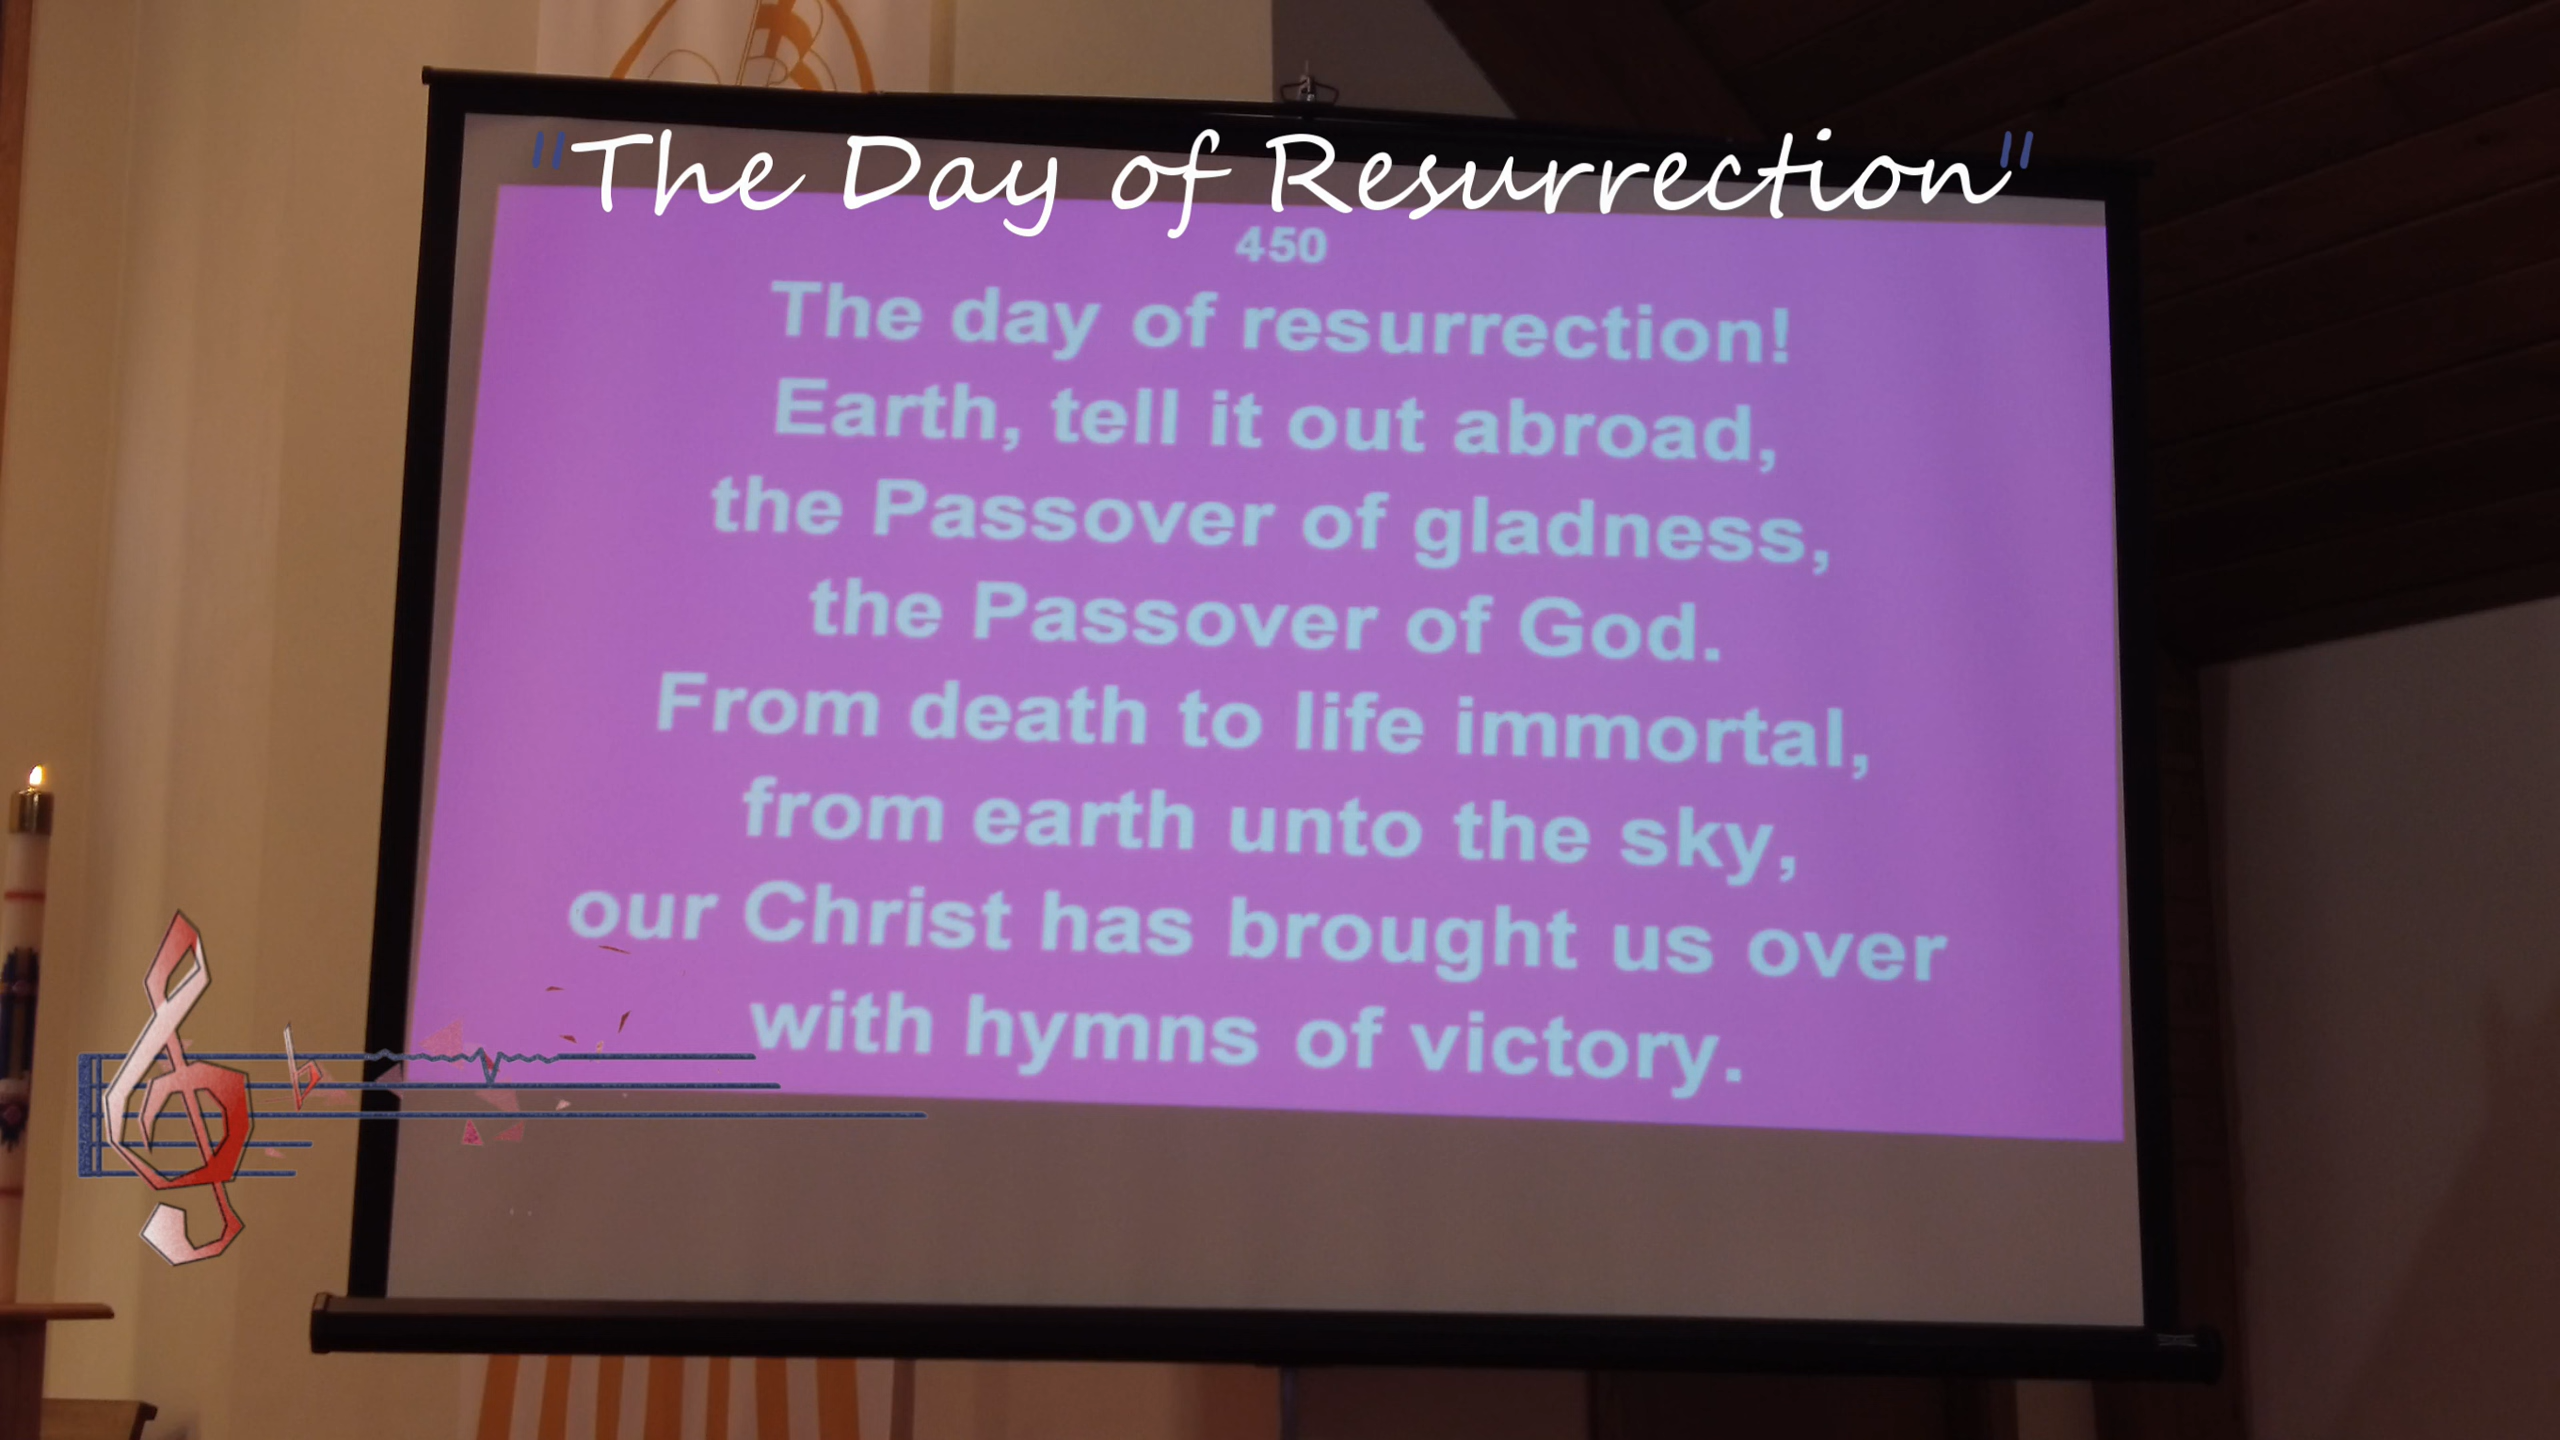 "The Day of Resurrection"
450
The day of resurrection!
Earth, tell it out abroad,
the Passover of gladness,
the Passover of God.
From death to life immortal,
from earth unto the sky,
our Christ has brought us over
with hymns of victory.